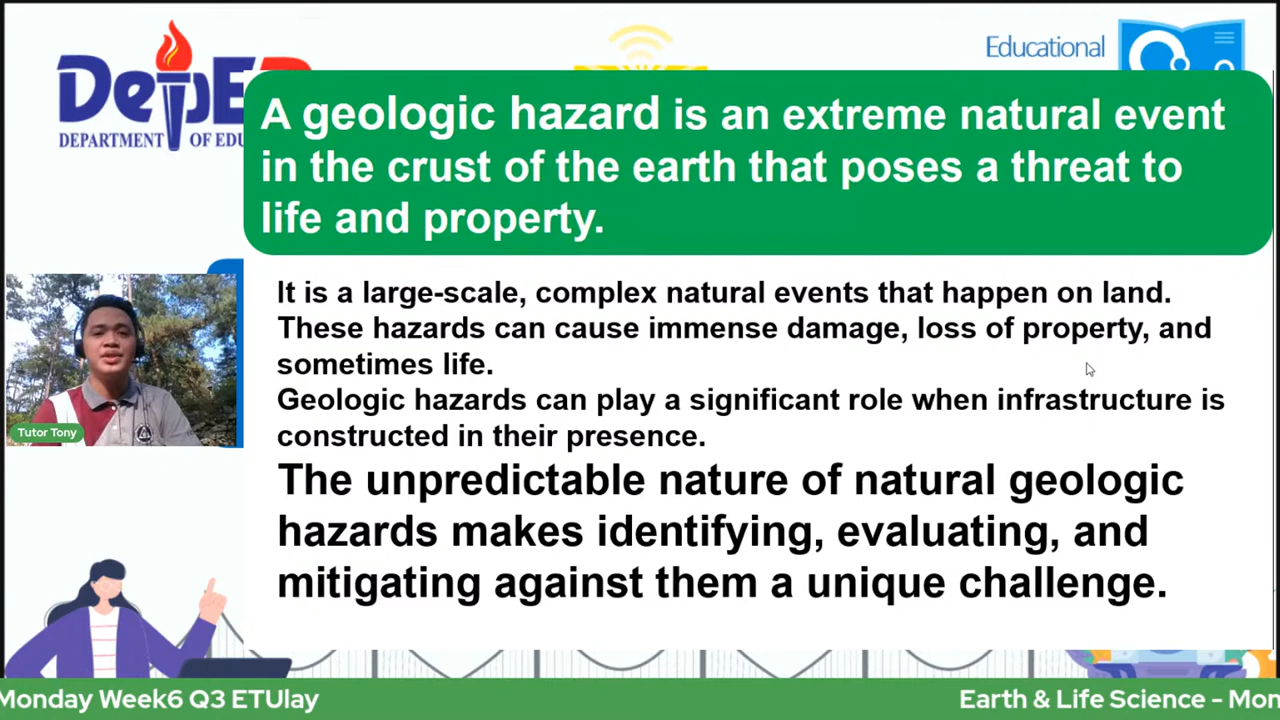 DepE
DEPARTMENT OF EDU
Educational
A geologic hazard is an extreme natural event
in the crust of the earth that poses a threat to
life and property.
It is a large-scale, complex natural events that happen on land.
These hazards can cause immense damage, loss of property, and
sometimes life.
Geologic hazards can play a significant role when infrastructure is
constructed in their presence.
The unpredictable nature of natural geologic
hazards makes identifying, evaluating, and
mitigating against them a unique challenge.
Tutor Tony
Monday Week6 Q3 ETUlay
Earth & Life Science - Mon